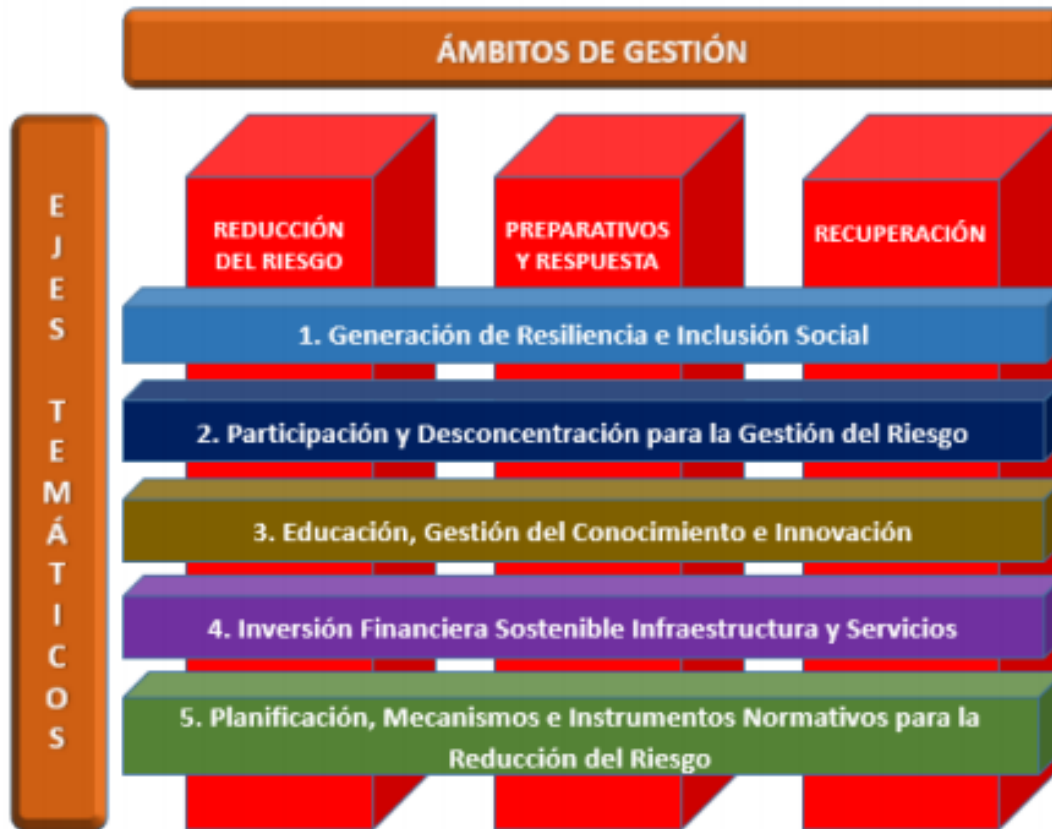 ÁMBITOS DE GESTIÓN
EJES TEMÁTICOS
REDUCCIÓN
DEL RIESGO
PREPARATIVOS
Y RESPUESTA
RECUPERACIÓN
1. Generación de Resiliencia e Inclusión Social
2. Participación y Desconcentración para la Gestión del Riesgo
3. Educación, Gestión del Conocimiento e Innovación
4. Inversión Financiera Sostenible Infraestructura y Servicios
5. Planificación, Mecanismos e Instrumentos Normativos para la
Reducción del Riesgo